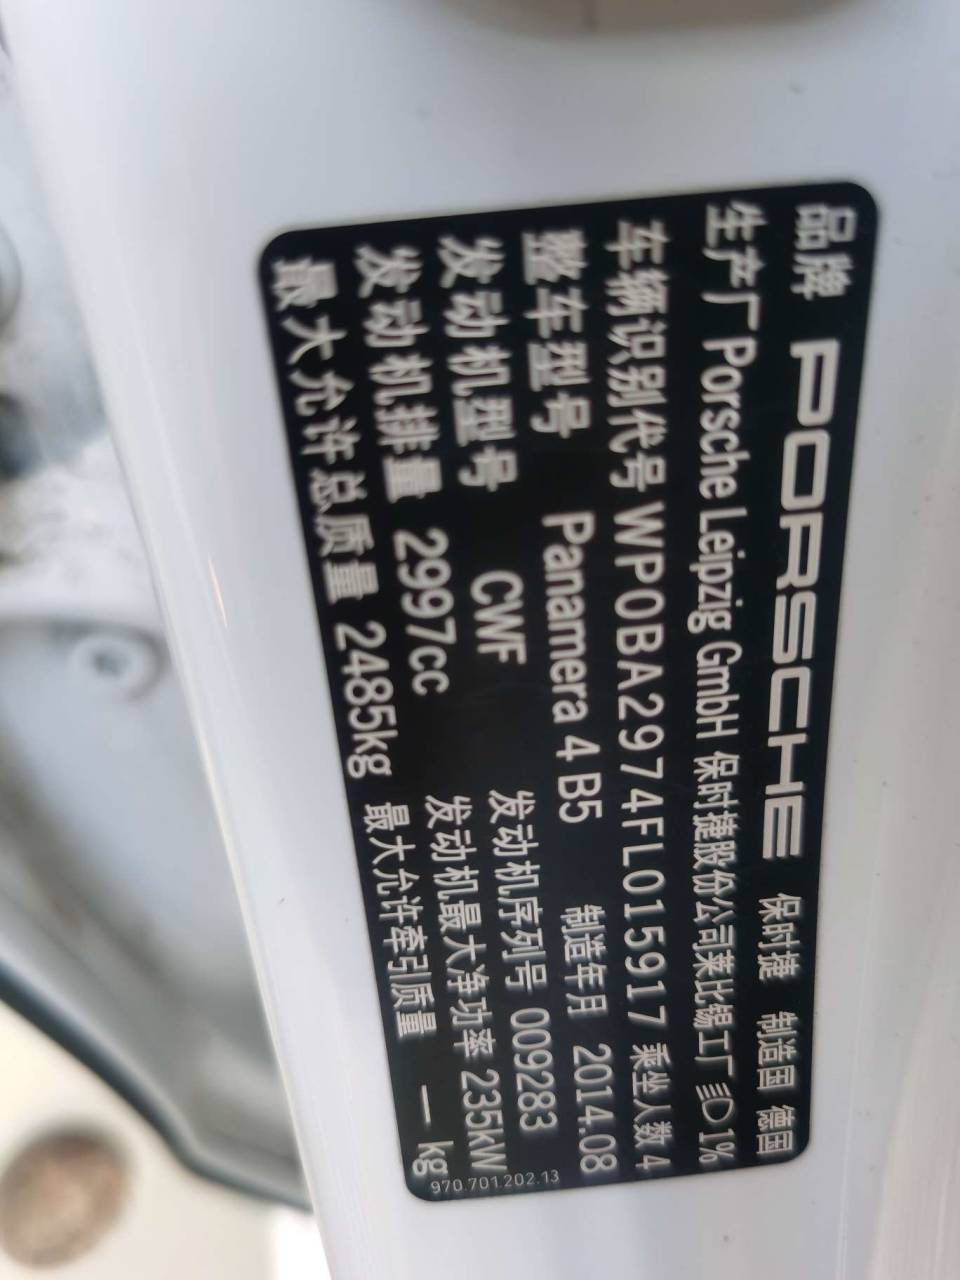 品牌 PORSCHE 保时捷 制造国 德国
生产厂 Porsche Leipzig GmbH 保时捷股份公司莱比锡工厂 1%
车辆识别代号 WP0BA2974FL015917 乘坐人数 4
整车型号 Panamera 4 B5 制造年月 2014.08
发动机型号 CWF 发动机序列号 009283
发动机排量 2997cc 发动机最大净功率 235kW
最大允许总质量 2485kg 最大允许牵引质量 — kg
970.701.202.13